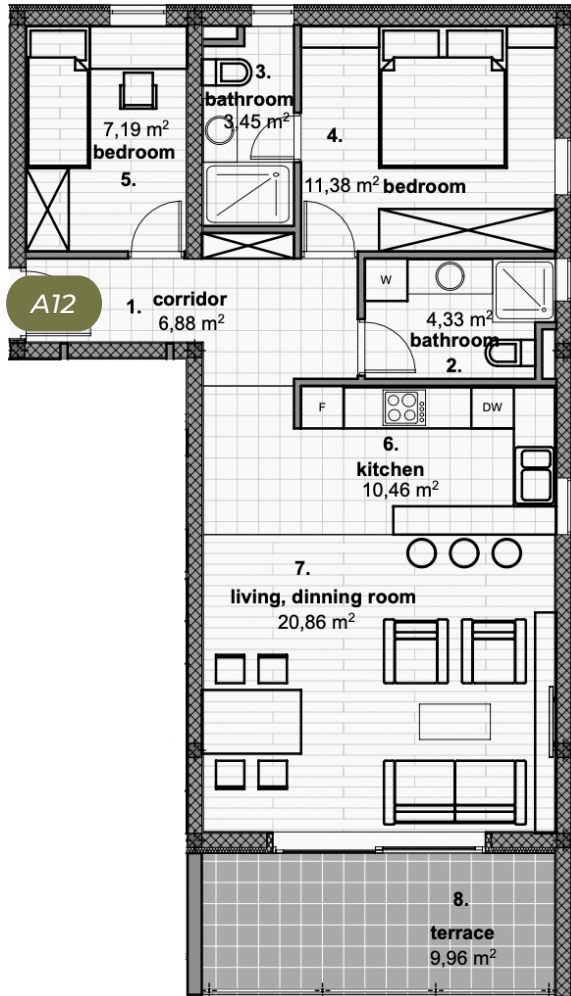 3.
bathroom
3,45 m²
7,19 m²
bedroom
5.
4.
11,38 m² bedroom
A12
1. corridor
6,88 m²
W
4,33 m²
bathroom
2.
F
DW
6.
kitchen
10,46 m²
7.
living, dinning room
20,86 m²
8.
terrace
9,96 m²